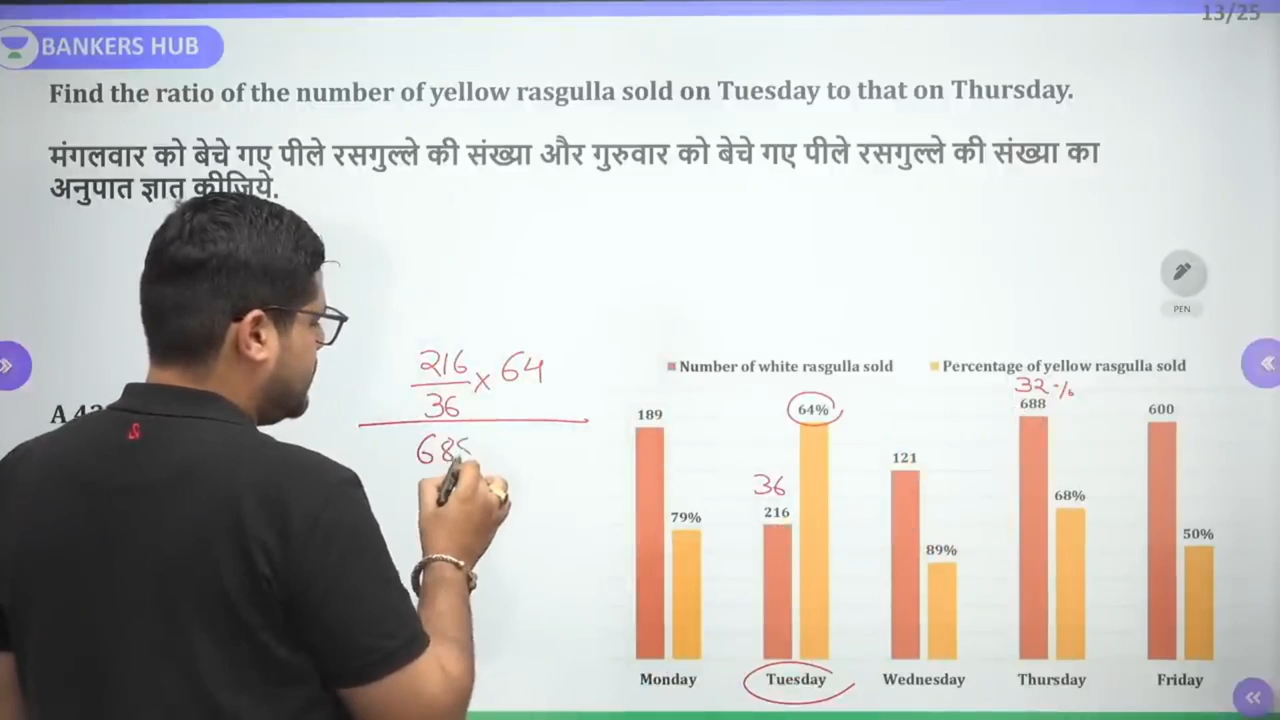 13/25
BANKERS HUB
Find the ratio of the number of yellow rasgulla sold on Tuesday to that on Thursday.
मंगलवार को बेचे गए पीले रसगुल्ले की संख्या और गुरुवार को बेचे गए पीले रसगुल्ले की संख्या का
अनुपात ज्ञात कीजिये.
PEN
216
36
× 64
68
A
Number of white rasgulla sold
Percentage of yellow rasgulla sold
32%
189
64%
688
600
121
36
216
68%
79%
89%
50%
Monday
Tuesday
Wednesday
Thursday
Friday